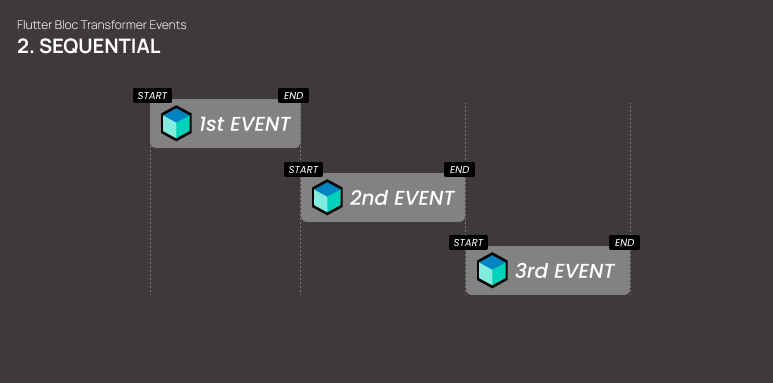 Flutter Bloc Transformer Events
2. SEQUENTIAL
START END
1st EVENT
START END
2nd EVENT
START END
3rd EVENT